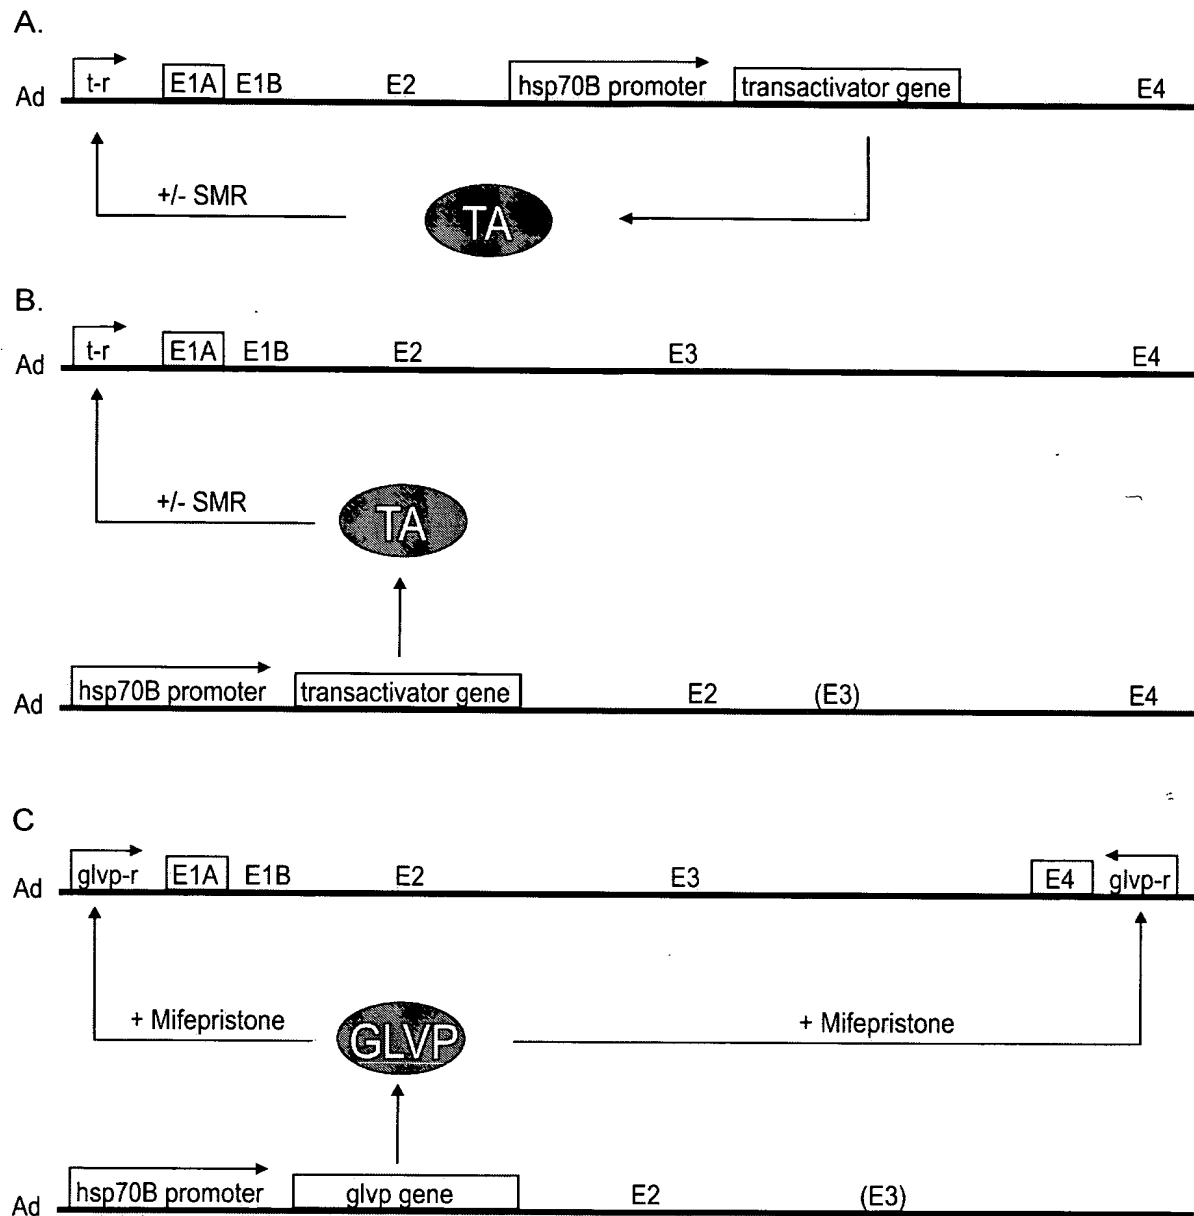 A.
Ad t-r E1A E1B E2 hsp70B promoter transactivator gene E4
+/- SMR TA
B.
Ad t-r E1A E1B E2 E3 E4
+/- SMR TA
Ad hsp70B promoter transactivator gene E2 (E3) E4
C
Ad glvp-r E1A E1B E2 E3 E4 glvp-r
+ Mifepristone GLVP + Mifepristone
Ad hsp70B promoter glvp gene E2 (E3)